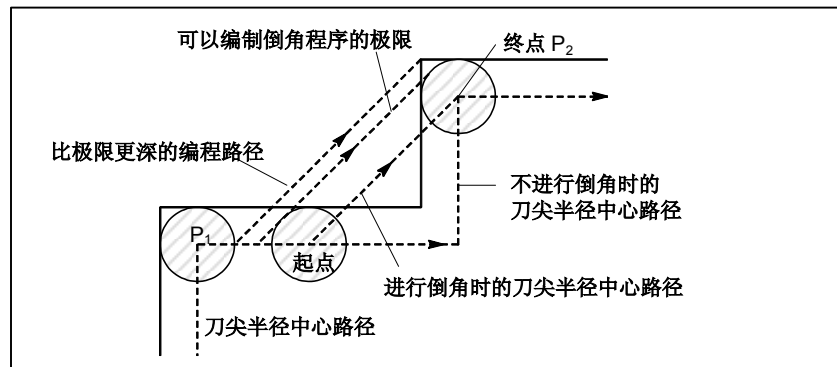 可以编制倒角程序的极限
终点 P₂
比极限更深的编程路径
不进行倒角时的
刀尖半径中心路径
P₁
起点
进行倒角时的刀尖半径中心路径
刀尖半径中心路径